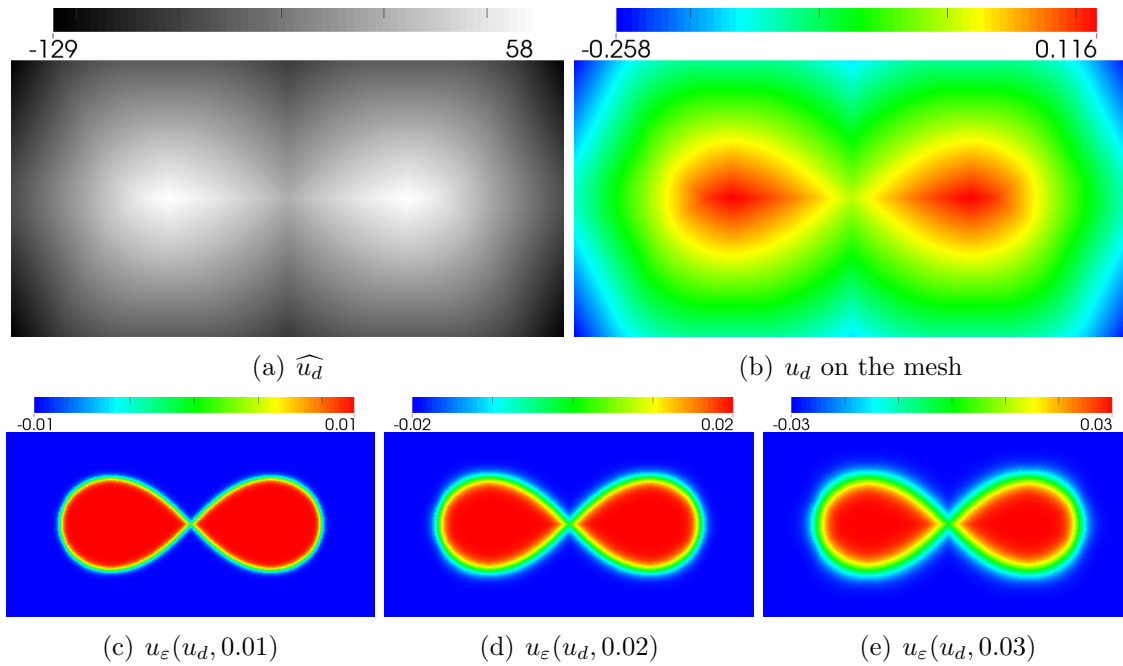 -129 58
-0.258 0.116
(a) $\widehat{u_d}$
(b) $u_d$ on the mesh
-0.01 0.01
-0.02 0.02
-0.03 0.03
(c) $u_\varepsilon(u_d, 0.01)$
(d) $u_\varepsilon(u_d, 0.02)$
(e) $u_\varepsilon(u_d, 0.03)$